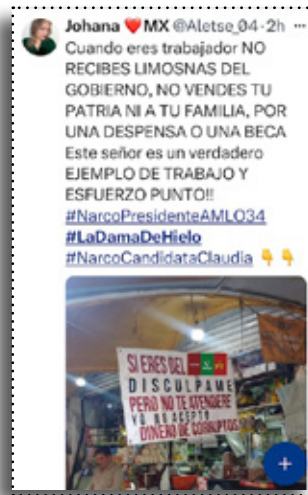 Johana ❤️MX @Aletse_04·2h ···
Cuando eres trabajador NO
RECIBES LIMOSNAS DEL
GOBIERNO, NO VENDES TU
PATRIA NI A TU FAMILIA, POR
UNA DESPENSA O UNA BECA
Este señor es un verdadero
EJEMPLO DE TRABAJO Y
ESFUERZO PUNTO!!
#NarcoPresidenteAMLO34
#LaDamaDeHielo
#NarcoCandidataClaudia 👇👇
SI ERES DEL
DISCULPAME
PERO NO TE ATENDERE
YO NO ACEPTO
DINERO DE CORRUPTOS